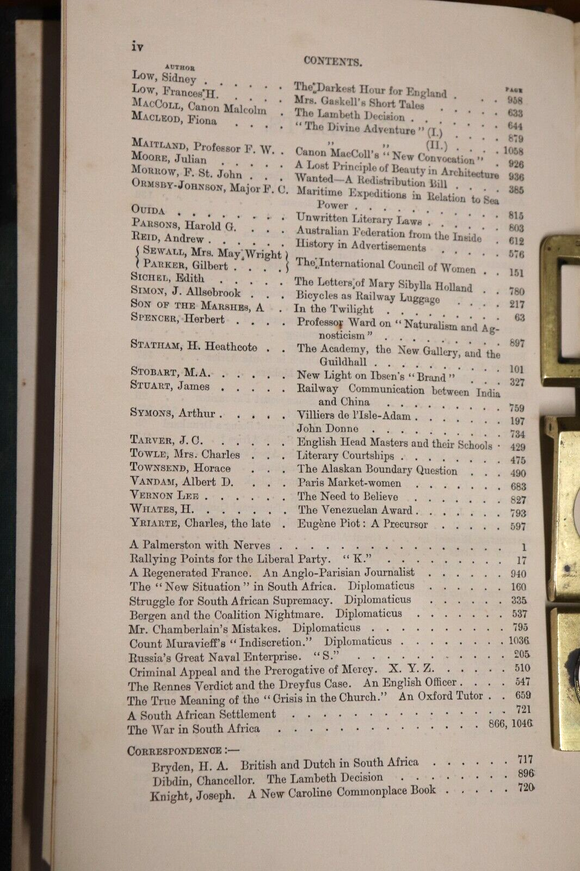 iv
CONTENTS.
AUTHOR PAGE
Low, Sidney . . . . . . The Darkest Hour for England . . . 958
Low, Frances H. . . . . . Mrs. Gaskell's Short Tales . . . . 633
MacColl, Canon Malcolm . The Lambeth Decision . . . . . 644
Macleod, Fiona . . . . "The Divine Adventure" (I.) . . . . 879
" " (II.) . . . . 1058
Maitland, Professor F. W. . Canon MacColl's "New Convocation" . 926
Moore, Julian . . . . . A Lost Principle of Beauty in Architecture 936
Morrow, F. St. John . . . Wanted—A Redistribution Bill . . . . 385
Ormsby-Johnson, Major F. C. Maritime Expeditions in Relation to Sea
Power . . . . . . . . . 815
Ouida . . . . . . . Unwritten Literary Laws . . . . . 803
Parsons, Harold G. . . . Australian Federation from the Inside . 612
Reid, Andrew . . . . . History in Advertisements . . . . 576
{ Sewall, Mrs. May Wright }
{ Parker, Gilbert . . . . } The International Council of Women . . 151
Sichel, Edith . . . . . The Letters of Mary Sibylla Holland . . 780
Simon, J. Allsebrook . . . Bicycles as Railway Luggage . . . . 217
Son of the Marshes, A . In the Twilight . . . . . . . 63
Spencer, Herbert . . . . Professor Ward on "Naturalism and Ag-
nosticism" . . . . . . . . 897
Statham, H. Heathcote . . The Academy, the New Gallery, and the
Guildhall . . . . . . . . 101
Stobart, M.A. . . . . . New Light on Ibsen's "Brand" . . . 327
Stuart, James . . . . . Railway Communication between India
and China . . . . . . . . 759
Symons, Arthur . . . . . Villiers de l'Isle-Adam . . . . . . 197
John Donne . . . . . . . . 734
Tarver, J. C. . . . . . . English Head Masters and their Schools . 429
Towle, Mrs. Charles . . . Literary Courtships . . . . . . . 475
Townsend, Horace . . . The Alaskan Boundary Question . . . 490
Vandam, Albert D. . . . Paris Market-women . . . . . . 683
Vernon Lee . . . . . . The Need to Believe . . . . . . 827
Whates, H. . . . . . The Venezuelan Award . . . . . . 793
Yriarte, Charles, the late . Eugène Piot: A Precursor . . . . . 597
A Palmerston with Nerves . . . . . . . . . . . . . 1
Rallying Points for the Liberal Party. "K." . . . . . . . 17
A Regenerated France. An Anglo-Parisian Journalist . . . . . . 940
The "New Situation" in South Africa. Diplomaticus . . . . . . 160
Struggle for South African Supremacy. Diplomaticus . . . . . . 335
Bergen and the Coalition Nightmare. Diplomaticus . . . . . . 537
Mr. Chamberlain's Mistakes. Diplomaticus . . . . . . . . 795
Count Muravieff's "Indiscretion." Diplomaticus . . . . . . . 1036
Russia's Great Naval Enterprise. "S." . . . . . . . . . 205
Criminal Appeal and the Prerogative of Mercy. X. Y. Z. . . . . . 510
The Rennes Verdict and the Dreyfus Case. An English Officer . . . . 547
The True Meaning of the "Crisis in the Church." An Oxford Tutor . . 659
A South African Settlement . . . . . . . . . . . . 721
The War in South Africa . . . . . . . . . . . 866, 1046
Correspondence:—
Bryden, H. A. British and Dutch in South Africa . . . . . . 717
Dibdin, Chancellor. The Lambeth Decision . . . . . . . . 896
Knight, Joseph. A New Caroline Commonplace Book . . . . . 720